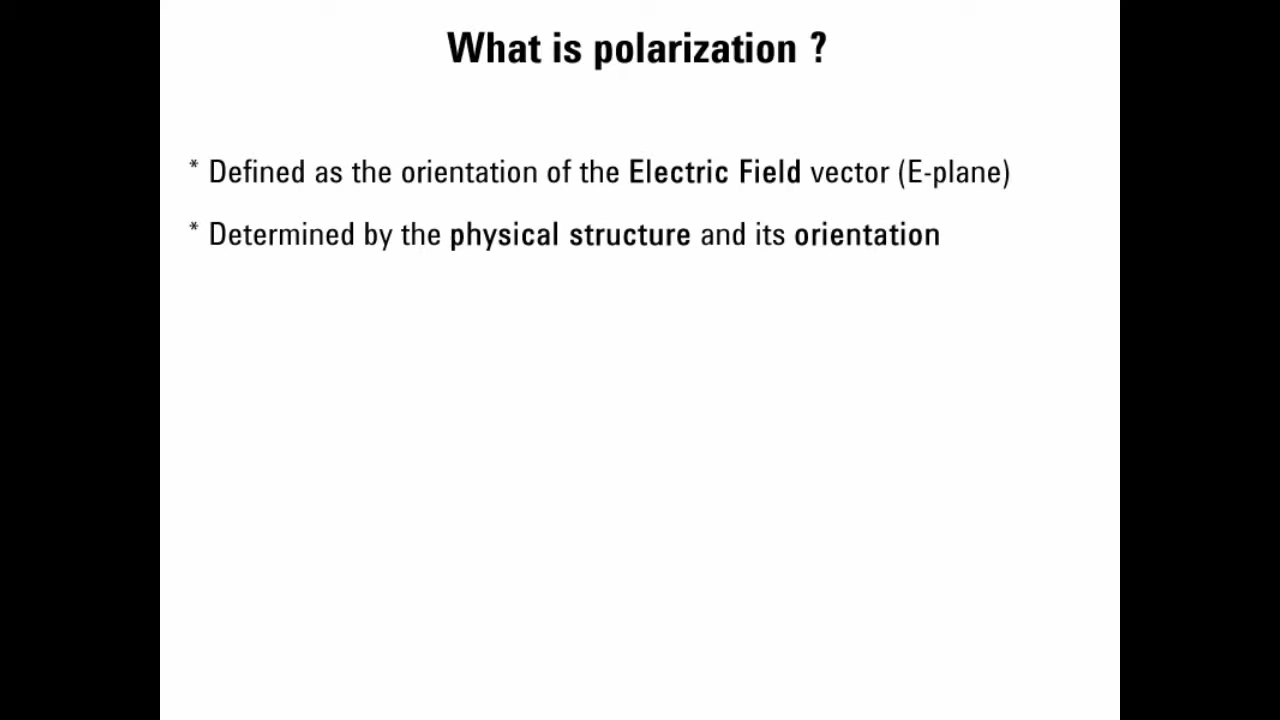 What is polarization ?
* Defined as the orientation of the Electric Field vector (E-plane)
* Determined by the physical structure and its orientation